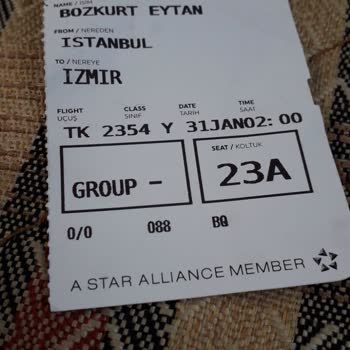 NAME / ISIM
BOZKURT EYTAN
FROM / NEREDEN
ISTANBUL
TO / NEREYE
IZMIR
FLIGHT CLASS DATE TIME
UÇUŞ SINIF TARIH SAAT
TK 2354 Y 31JAN02:00
GROUP -
SEAT / KOLTUK
23A
0/0 088 BQ
A STAR ALLIANCE MEMBER